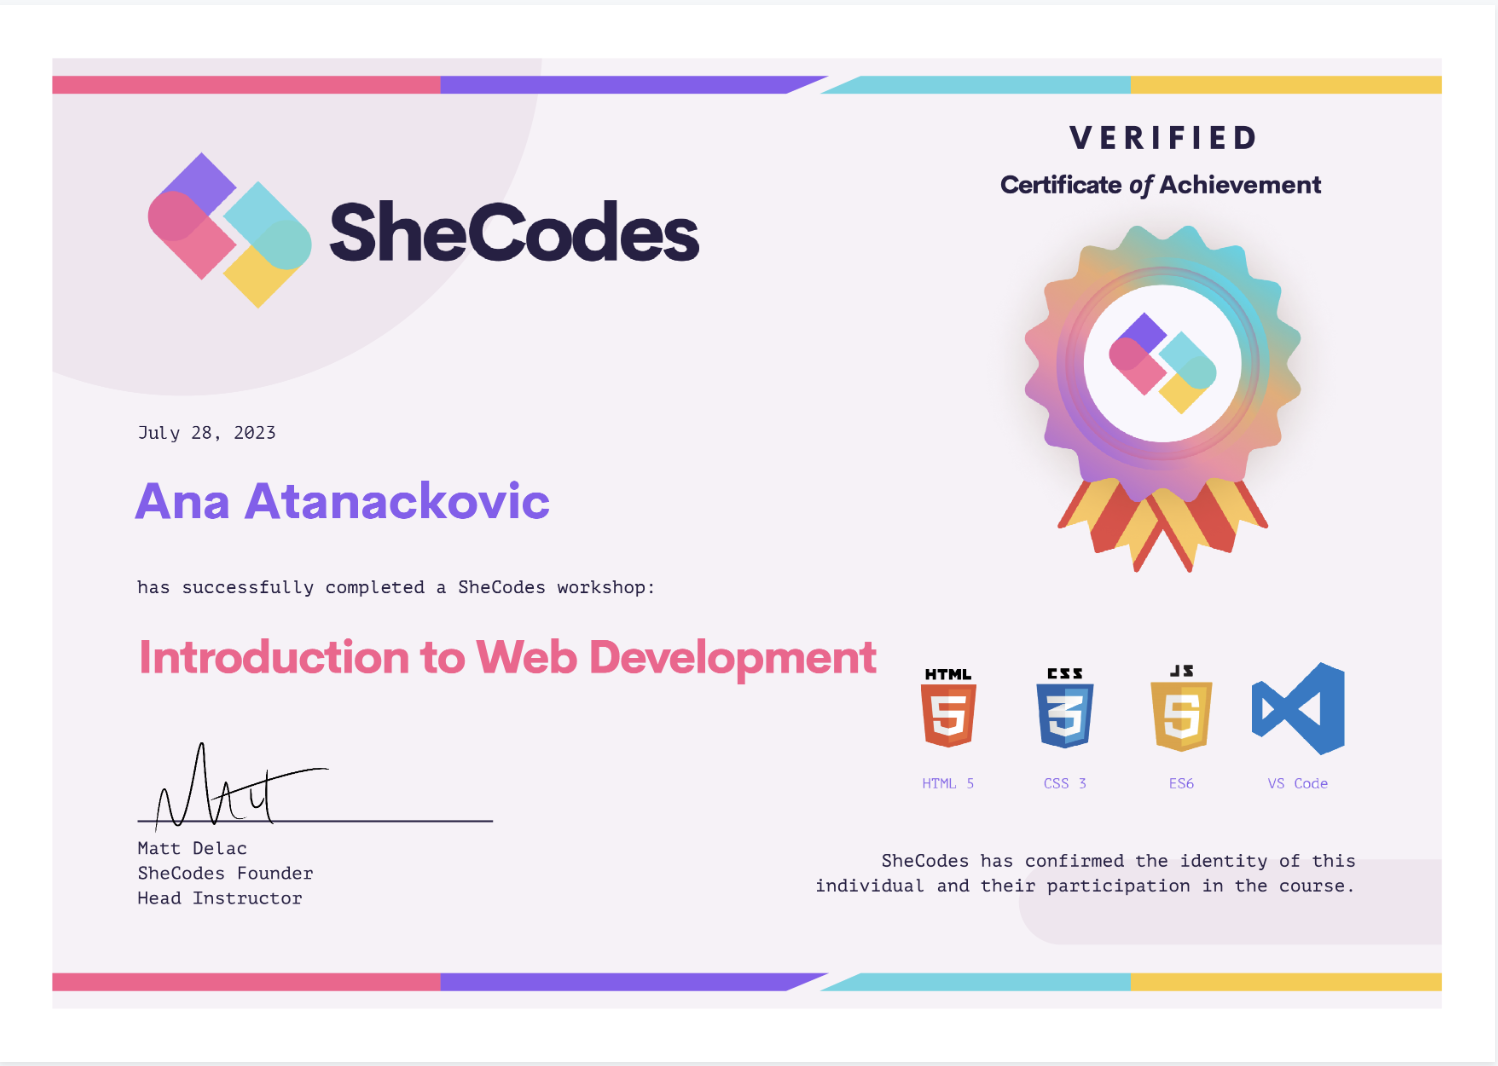 VERIFIED
Certificate of Achievement
SheCodes
July 28, 2023
Ana Atanackovic
has successfully completed a SheCodes workshop:
Introduction to Web Development
HTML
CSS
JS
5
3
5
HTML 5
CSS 3
ES6
VS Code
Matt
Matt Delac
SheCodes Founder
Head Instructor
SheCodes has confirmed the identity of this
individual and their participation in the course.